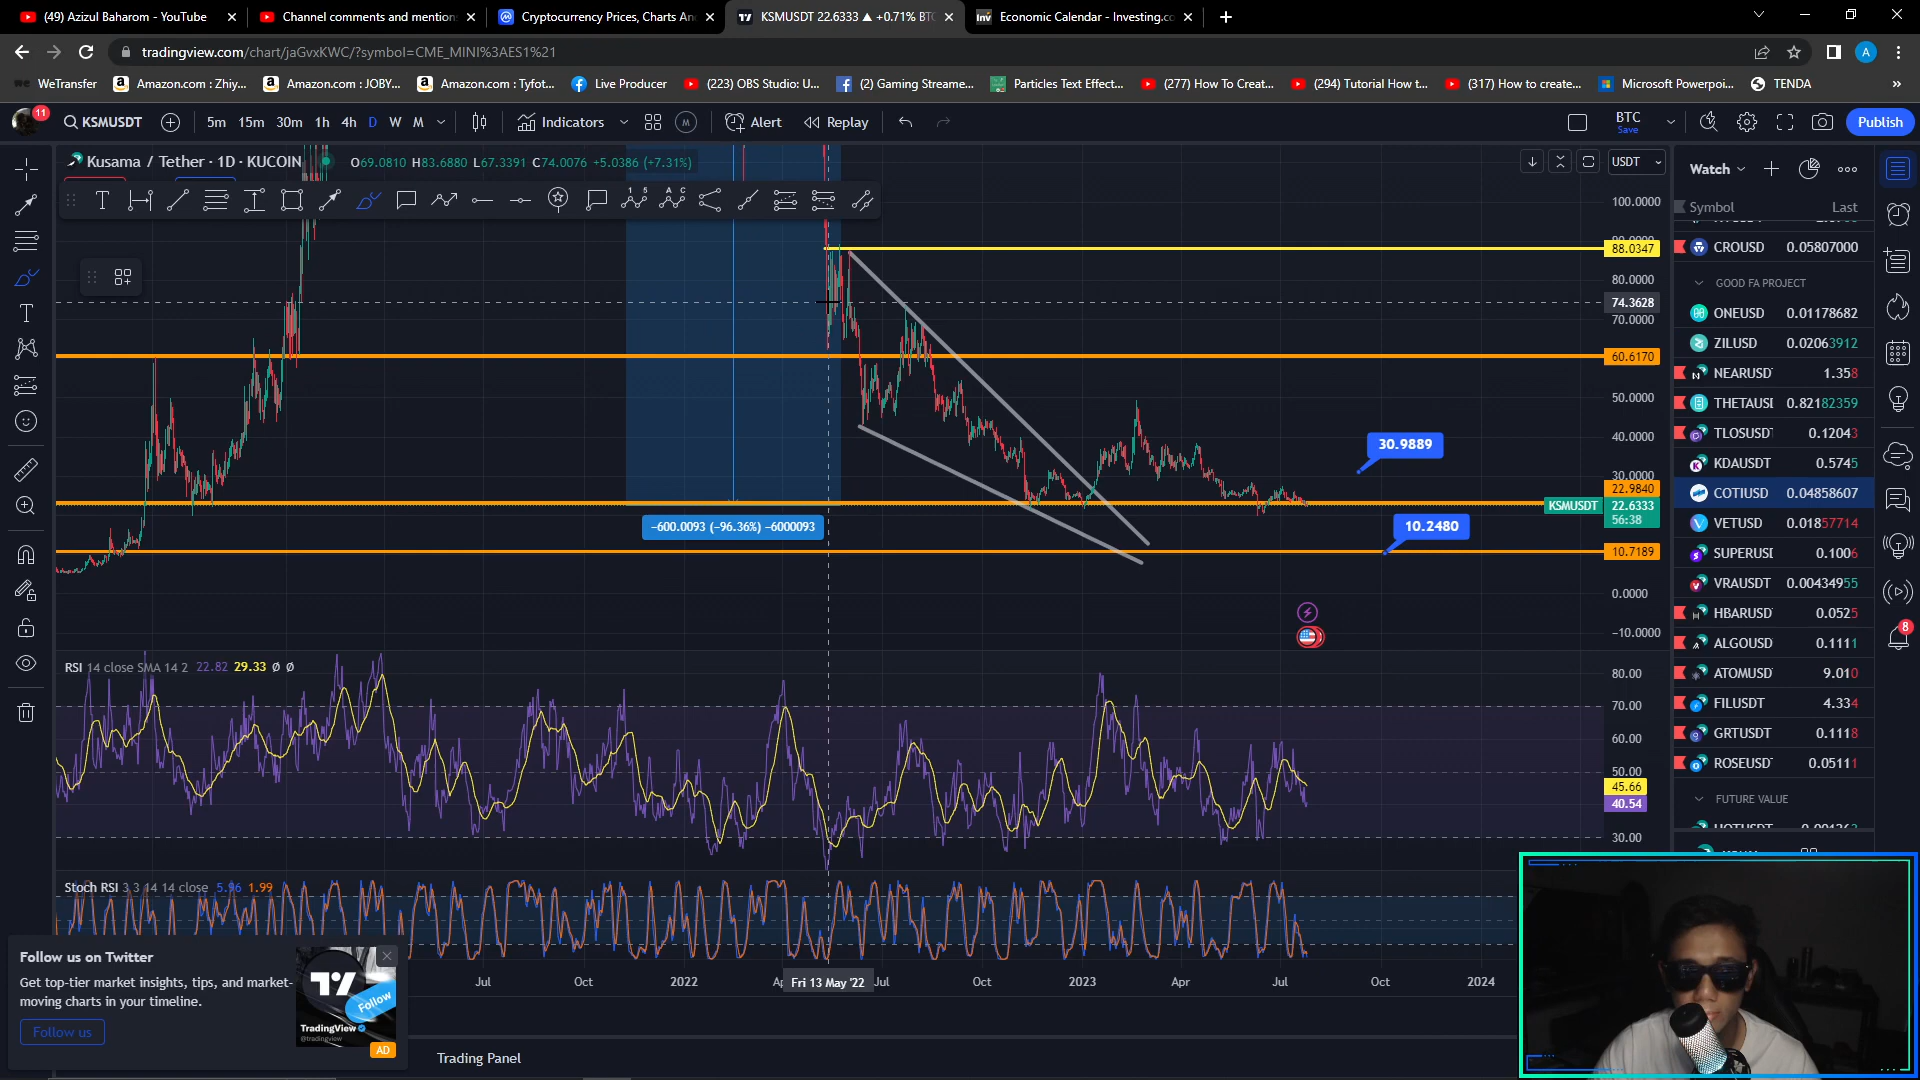 (49) Azizul Baharom - YouTube
Channel comments and mention
Cryptocurrency Prices, Charts An
KSMUSDT 22.6333 ▲ +0.71% BTC
Economic Calendar - Investing.co
tradingview.com/chart/jaGvxKWC/?symbol=CME_MINI%3AES1%21
A
WeTransfer
Amazon.com : Zhiy...
Amazon.com : JOBY...
Amazon.com : Tyfot...
Live Producer
(223) OBS Studio: U...
(2) Gaming Streame...
Particles Text Effect...
(277) How To Creat...
(294) Tutorial How t...
(317) How to create...
Microsoft Powerpoi...
TENDA
11
KSMUSDT
5m 15m 30m 1h 4h D W M
Indicators
Alert
Replay
BTC
Save
Publish
Kusama / Tether · 1D · KUCOIN
O69.0810 H83.6880 L67.3391 C74.0076 +5.0386 (+7.31%)
USDT
100.0000
88.0347
80.0000
74.3628
70.0000
60.6170
50.0000
40.0000
30.9889
30.0000
22.9840
KSMUSDT 22.6333
56:38
−600.0093 (−96.36%) −6000093
10.2480
10.7189
0.0000
−10.0000
RSI 14 close SMA 14 2 22.82 29.33 Ø Ø
80.00
70.00
60.00
50.00
45.66
40.54
30.00
Stoch RSI 3 3 14 14 close 5.96 1.99
Jul
Oct
2022
Fri 13 May '22
Jul
Oct
2023
Apr
Jul
Oct
2024
Follow us on Twitter
Get top-tier market insights, tips, and market-
moving charts in your timeline.
Follow us
Follow
TradingView
@tradingview
AD
Trading Panel
Watch
Symbol Last
CROUSD 0.05807000
GOOD FA PROJECT
ONEUSD 0.01178682
ZILUSD 0.02063912
NEARUSD 1.358
THETAUSD 0.82182359
TLOSUSDT 0.12043
KDAUSDT 0.5745
COTIUSD 0.04858607
VETUSD 0.01857714
SUPERUSD 0.1006
VRAUSDT 0.00434955
HBARUSD 0.0525
ALGOUSD 0.1111
ATOMUSD 9.010
FILUSDT 4.334
GRTUSDT 0.1118
ROSEUSD 0.05111
FUTURE VALUE
8